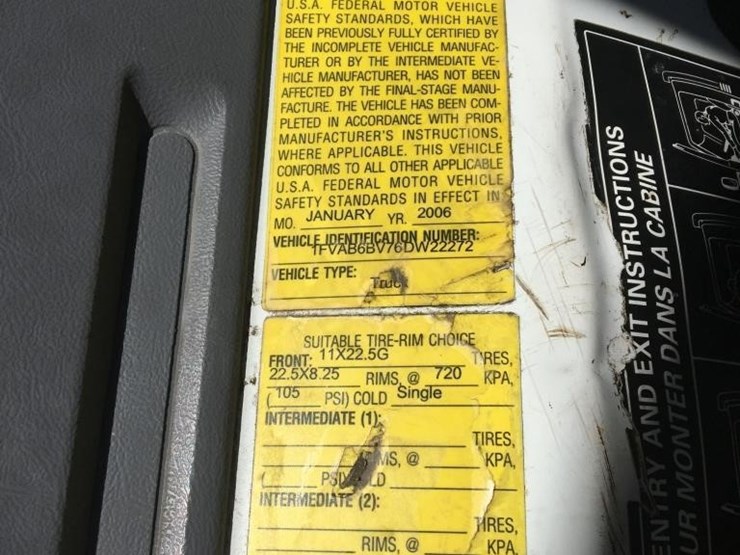 U.S.A. FEDERAL MOTOR VEHICLE
SAFETY STANDARDS, WHICH HAVE
BEEN PREVIOUSLY FULLY CERTIFIED BY
THE INCOMPLETE VEHICLE MANUFAC-
TURER OR BY THE INTERMEDIATE VE-
HICLE MANUFACTURER, HAS NOT BEEN
AFFECTED BY THE FINAL-STAGE MANU-
FACTURE. THE VEHICLE HAS BEEN COM-
PLETED IN ACCORDANCE WITH PRIOR
MANUFACTURER'S INSTRUCTIONS,
WHERE APPLICABLE. THIS VEHICLE
CONFORMS TO ALL OTHER APPLICABLE
U.S.A. FEDERAL MOTOR VEHICLE
SAFETY STANDARDS IN EFFECT IN
MO. JANUARY YR. 2006
VEHICLE IDENTIFICATION NUMBER:
1FVAB6BV76DW22272
VEHICLE TYPE: Truck
SUITABLE TIRE-RIM CHOICE
FRONT: 11X22.5G TIRES,
22.5X8.25 RIMS, @ 720 KPA,
(105 PSI) COLD Single
INTERMEDIATE (1):
TIRES,
RIMS, @ KPA,
PSI) COLD
INTERMEDIATE (2):
TIRES,
RIMS, @ KPA,
ENTRY AND EXIT INSTRUCTIONS
UR MONTER DANS LA CABINE